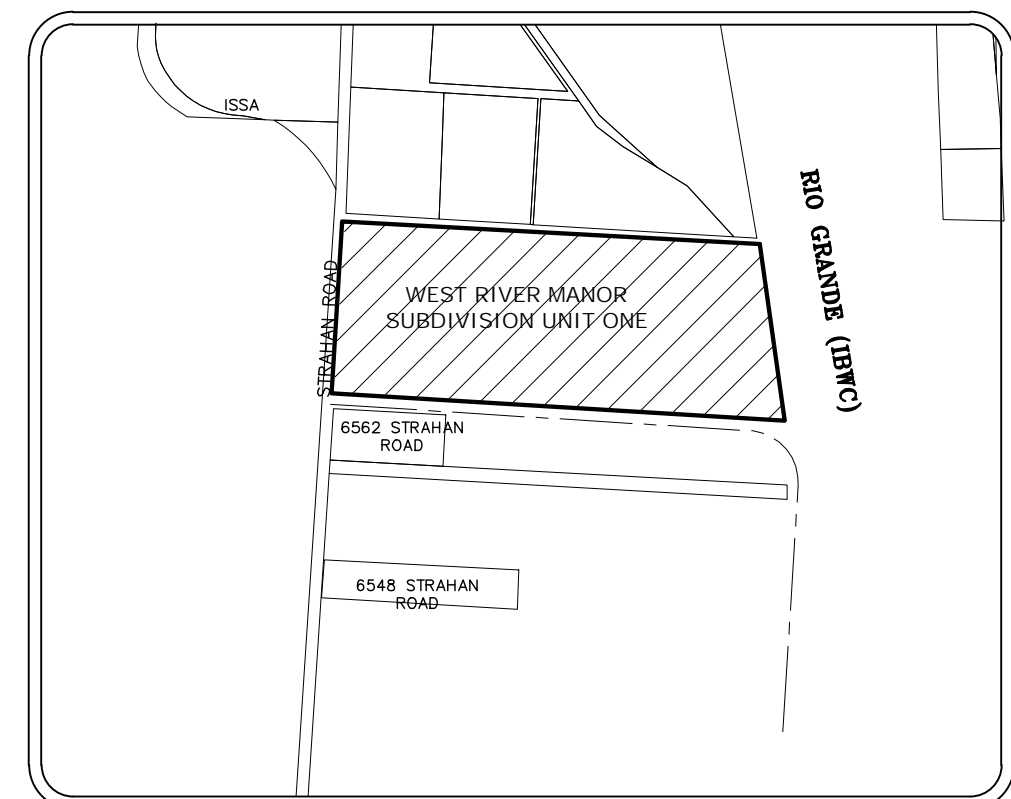 ISSA
RIO GRANDE (IBWC)
STRAHAN ROAD
WEST RIVER MANOR
SUBDIVISION UNIT ONE
6562 STRAHAN
ROAD
6548 STRAHAN
ROAD